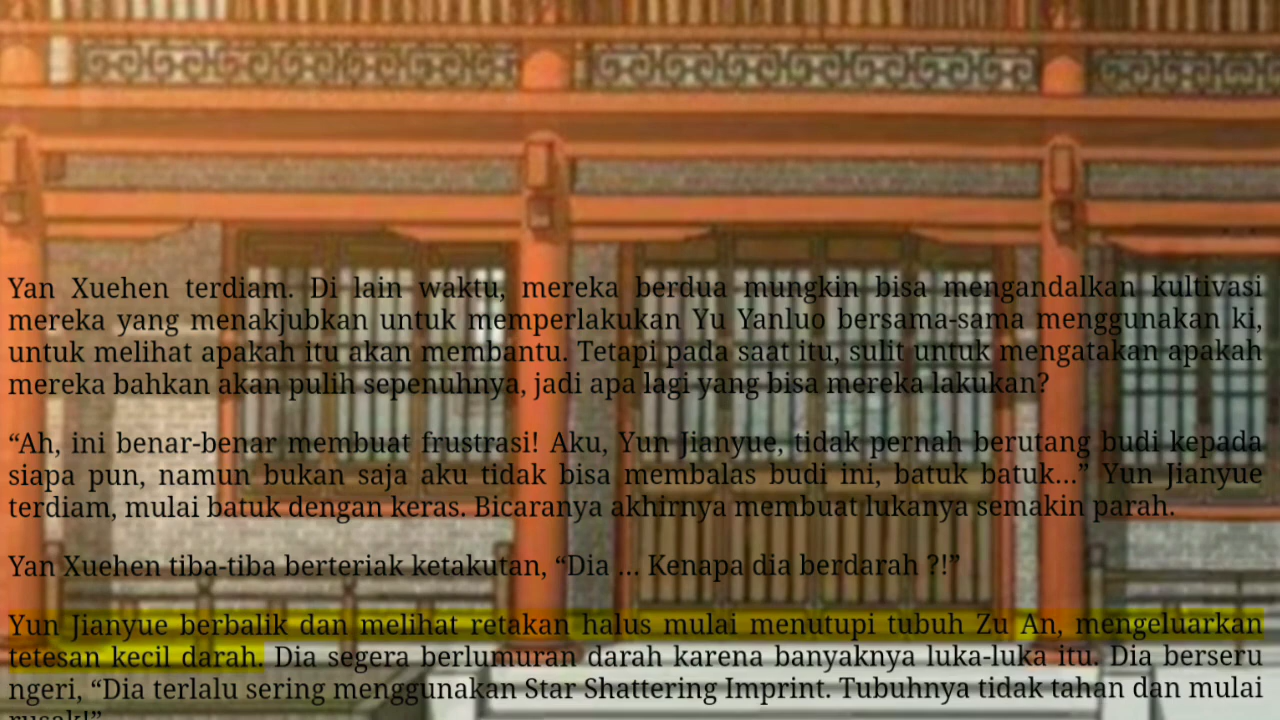 Yan Xuehen terdiam. Di lain waktu, mereka berdua mungkin bisa mengandalkan kultivasi
mereka yang menakjubkan untuk memperlakukan Yu Yanluo bersama-sama menggunakan ki,
untuk melihat apakah itu akan membantu. Tetapi pada saat itu, sulit untuk mengatakan apakah
mereka bahkan akan pulih sepenuhnya, jadi apa lagi yang bisa mereka lakukan?
“Ah, ini benar-benar membuat frustrasi! Aku, Yun Jianyue, tidak pernah berutang budi kepada
siapa pun, namun bukan saja aku tidak bisa membalas budi ini, batuk batuk...” Yun Jianyue
terdiam, mulai batuk dengan keras. Bicaranya akhirnya membuat lukanya semakin parah.
Yan Xuehen tiba-tiba berteriak ketakutan, “Dia ... Kenapa dia berdarah ?!”
Yun Jianyue berbalik dan melihat retakan halus mulai menutupi tubuh Zu An, mengeluarkan
tetesan kecil darah. Dia segera berlumuran darah karena banyaknya luka-luka itu. Dia berseru
ngeri, “Dia terlalu sering menggunakan Star Shattering Imprint. Tubuhnya tidak tahan dan mulai